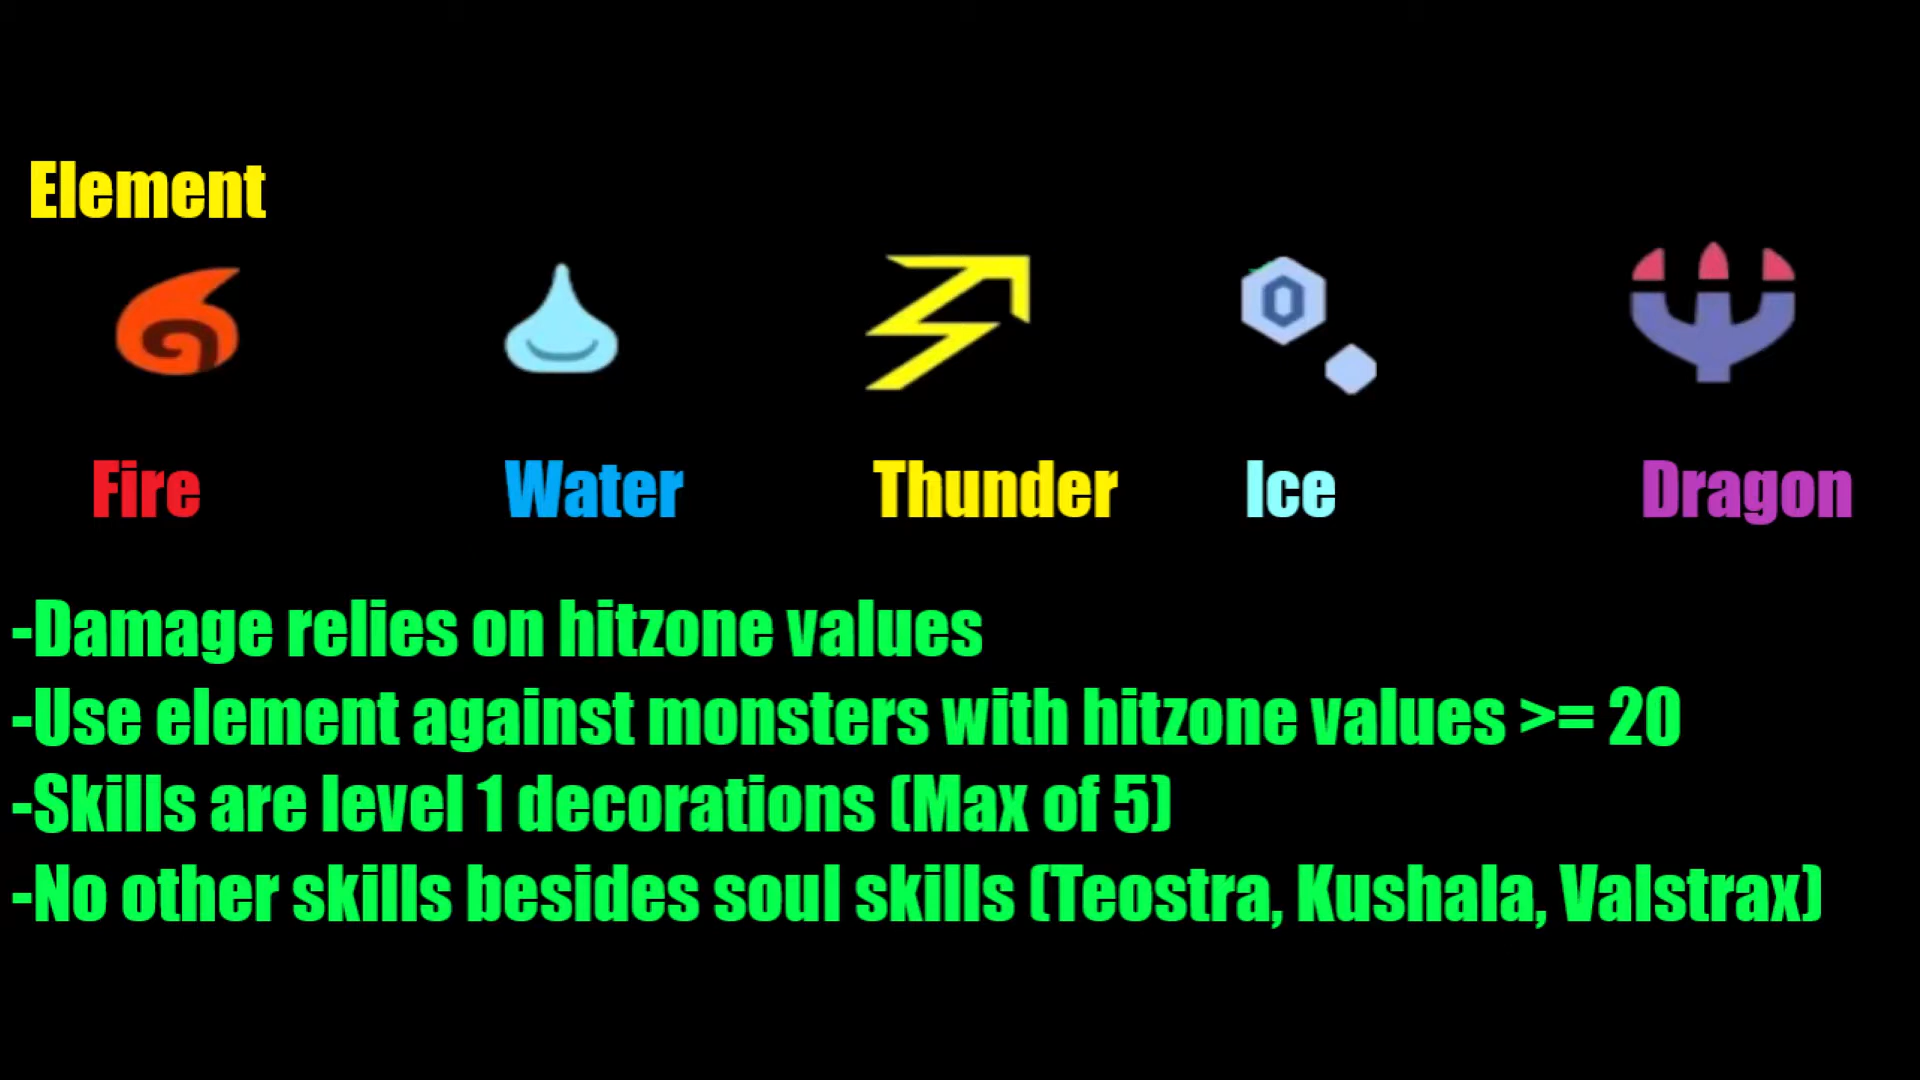 Element
Fire Water Thunder Ice Dragon
-Damage relies on hitzone values
-Use element against monsters with hitzone values >= 20
-Skills are level 1 decorations (Max of 5)
-No other skills besides soul skills (Teostra, Kushala, Valstrax)